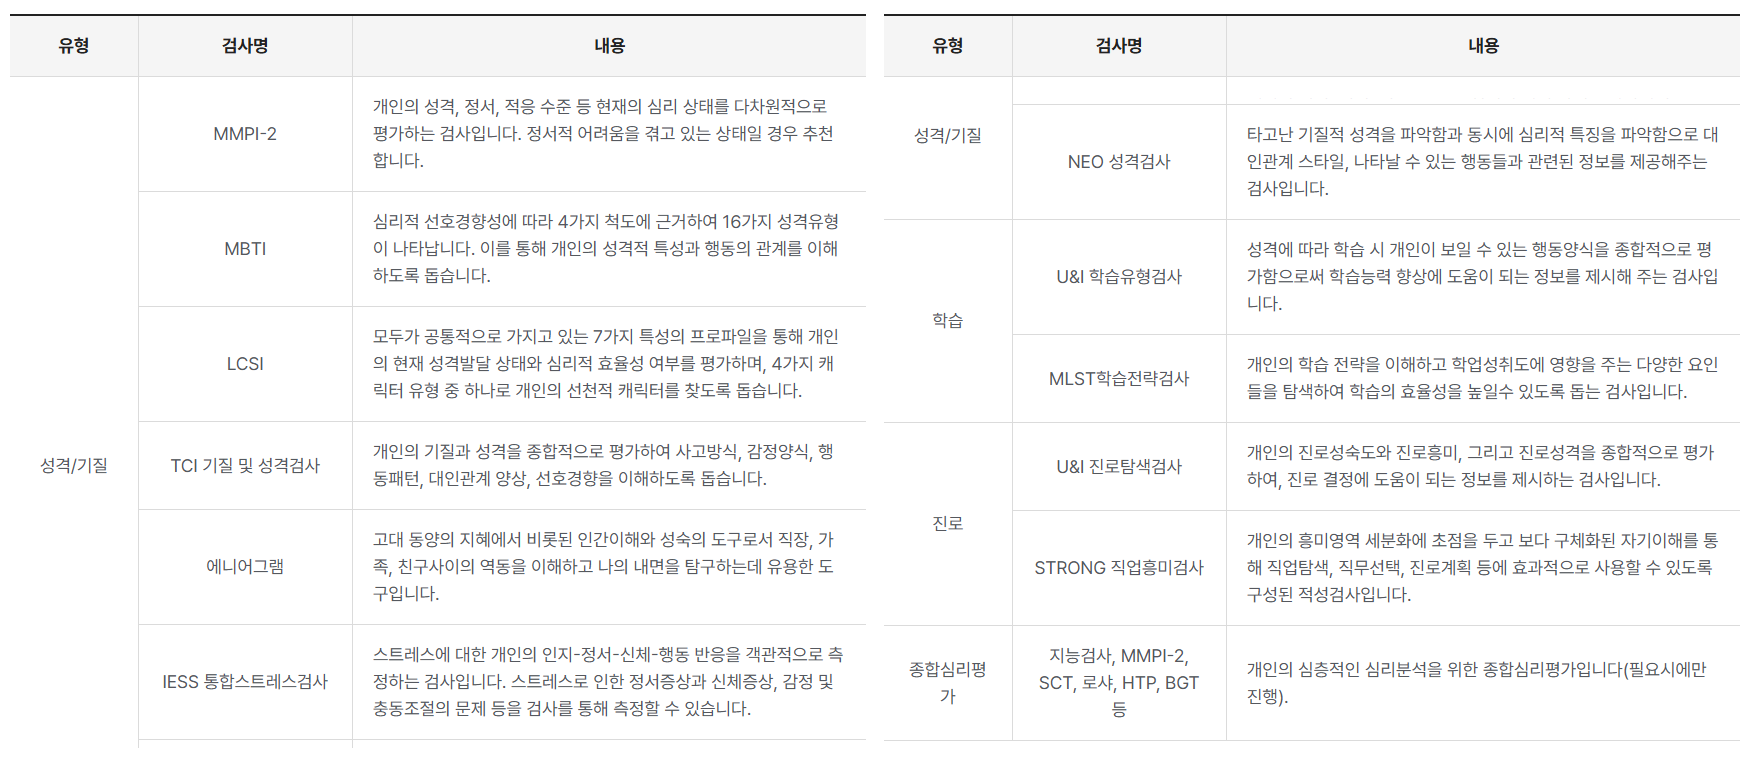 유형 검사명 내용
MMPI-2
개인의 성격, 정서, 적응 수준 등 현재의 심리 상태를 다차원적으로
평가하는 검사입니다. 정서적 어려움을 겪고 있는 상태일 경우 추천
합니다.
MBTI
심리적 선호경향성에 따라 4가지 척도에 근거하여 16가지 성격유형
이 나타납니다. 이를 통해 개인의 성격적 특성과 행동의 관계를 이해
하도록 돕습니다.
LCSI
모두가 공통적으로 가지고 있는 7가지 특성의 프로파일을 통해 개인
의 현재 성격발달 상태와 심리적 효율성 여부를 평가하며, 4가지 캐
릭터 유형 중 하나로 개인의 선천적 캐릭터를 찾도록 돕습니다.
성격/기질
TCI 기질 및 성격검사
개인의 기질과 성격을 종합적으로 평가하여 사고방식, 감정양식, 행
동패턴, 대인관계 양상, 선호경향을 이해하도록 돕습니다.
에니어그램
고대 동양의 지혜에서 비롯된 인간이해와 성숙의 도구로서 직장, 가
족, 친구사이의 역동을 이해하고 나의 내면을 탐구하는데 유용한 도
구입니다.
IESS 통합스트레스검사
스트레스에 대한 개인의 인지-정서-신체-행동 반응을 객관적으로 측
정하는 검사입니다. 스트레스로 인한 정서증상과 신체증상, 감정 및
충동조절의 문제 등을 검사를 통해 측정할 수 있습니다.
유형 검사명 내용
성격/기질
NEO 성격검사
타고난 기질적 성격을 파악함과 동시에 심리적 특징을 파악함으로 대
인관계 스타일, 나타날 수 있는 행동들과 관련된 정보를 제공해주는
검사입니다.
학습
U&I 학습유형검사
성격에 따라 학습 시 개인이 보일 수 있는 행동양식을 종합적으로 평
가함으로써 학습능력 향상에 도움이 되는 정보를 제시해 주는 검사입
니다.
MLST학습전략검사
개인의 학습 전략을 이해하고 학업성취도에 영향을 주는 다양한 요인
들을 탐색하여 학습의 효율성을 높일수 있도록 돕는 검사입니다.
진로
U&I 진로탐색검사
개인의 진로성숙도와 진로흥미, 그리고 진로성격을 종합적으로 평가
하여, 진로 결정에 도움이 되는 정보를 제시하는 검사입니다.
STRONG 직업흥미검사
개인의 흥미영역 세분화에 초점을 두고 보다 구체화된 자기이해를 통
해 직업탐색, 직무선택, 진로계획 등에 효과적으로 사용할 수 있도록
구성된 적성검사입니다.
종합심리평
가
지능검사, MMPI-2,
SCT, 로샤, HTP, BGT
등
개인의 심층적인 심리분석을 위한 종합심리평가입니다(필요시에만
진행).